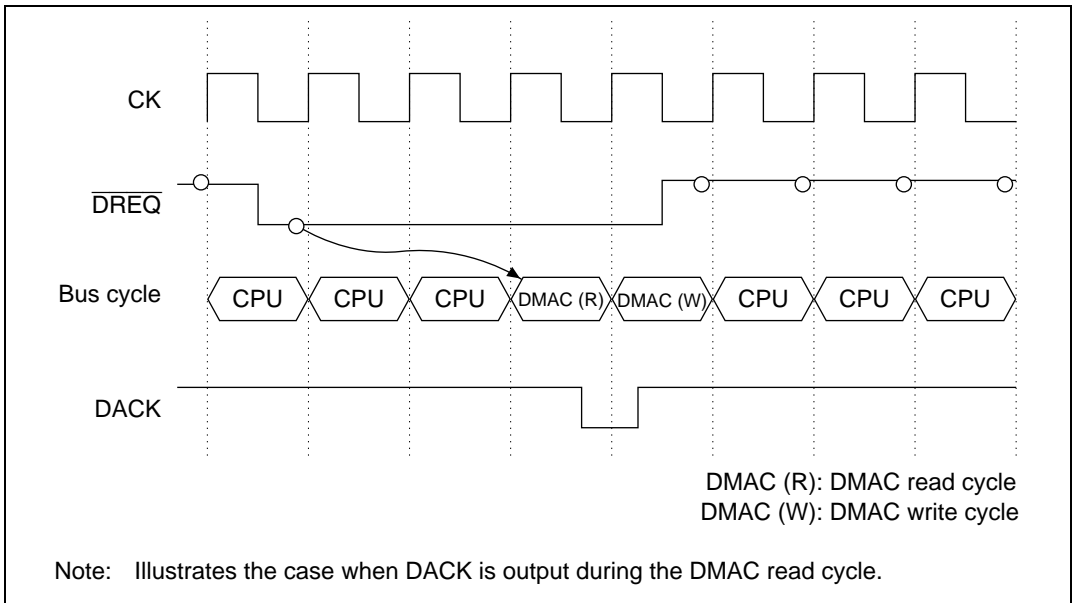 CK
DREQ
Bus cycle CPU CPU CPU DMAC (R) DMAC (W) CPU CPU CPU
DACK
DMAC (R): DMAC read cycle
DMAC (W): DMAC write cycle
Note: Illustrates the case when DACK is output during the DMAC read cycle.